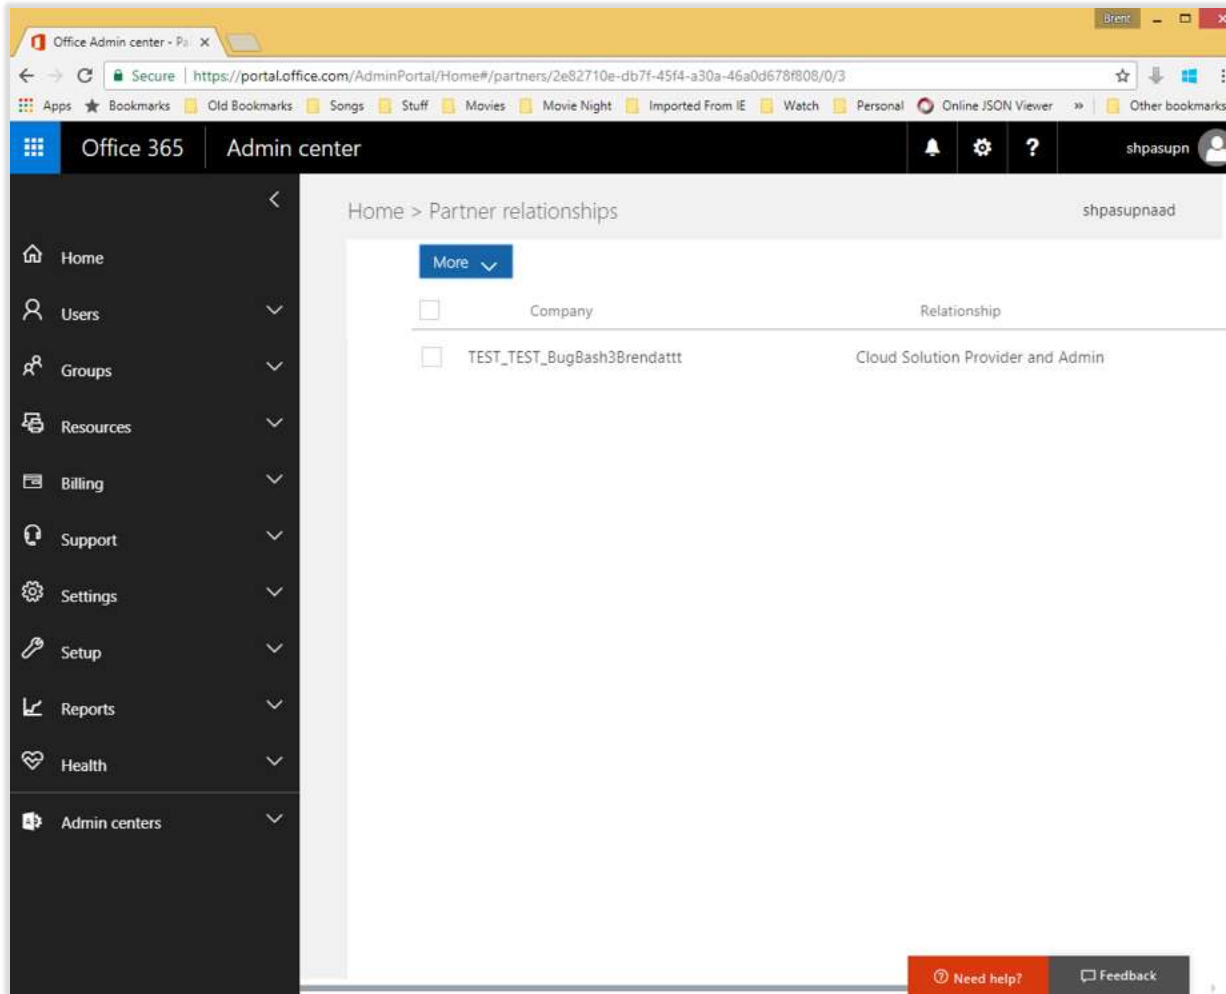 Brent
Office Admin center - Pa
Secure https://portal.office.com/AdminPortal/Home#/partners/2e82710e-db7f-45f4-a30a-46a0d678f808/0/3
Apps Bookmarks Old Bookmarks Songs Stuff Movies Movie Night Imported From IE Watch Personal Online JSON Viewer » Other bookmarks
Office 365 Admin center ? shpasupn
Home > Partner relationships shpasupnaad
More
Company Relationship
TEST_TEST_BugBash3Brendattt Cloud Solution Provider and Admin
Home
Users
Groups
Resources
Billing
Support
Settings
Setup
Reports
Health
Admin centers
Need help? Feedback